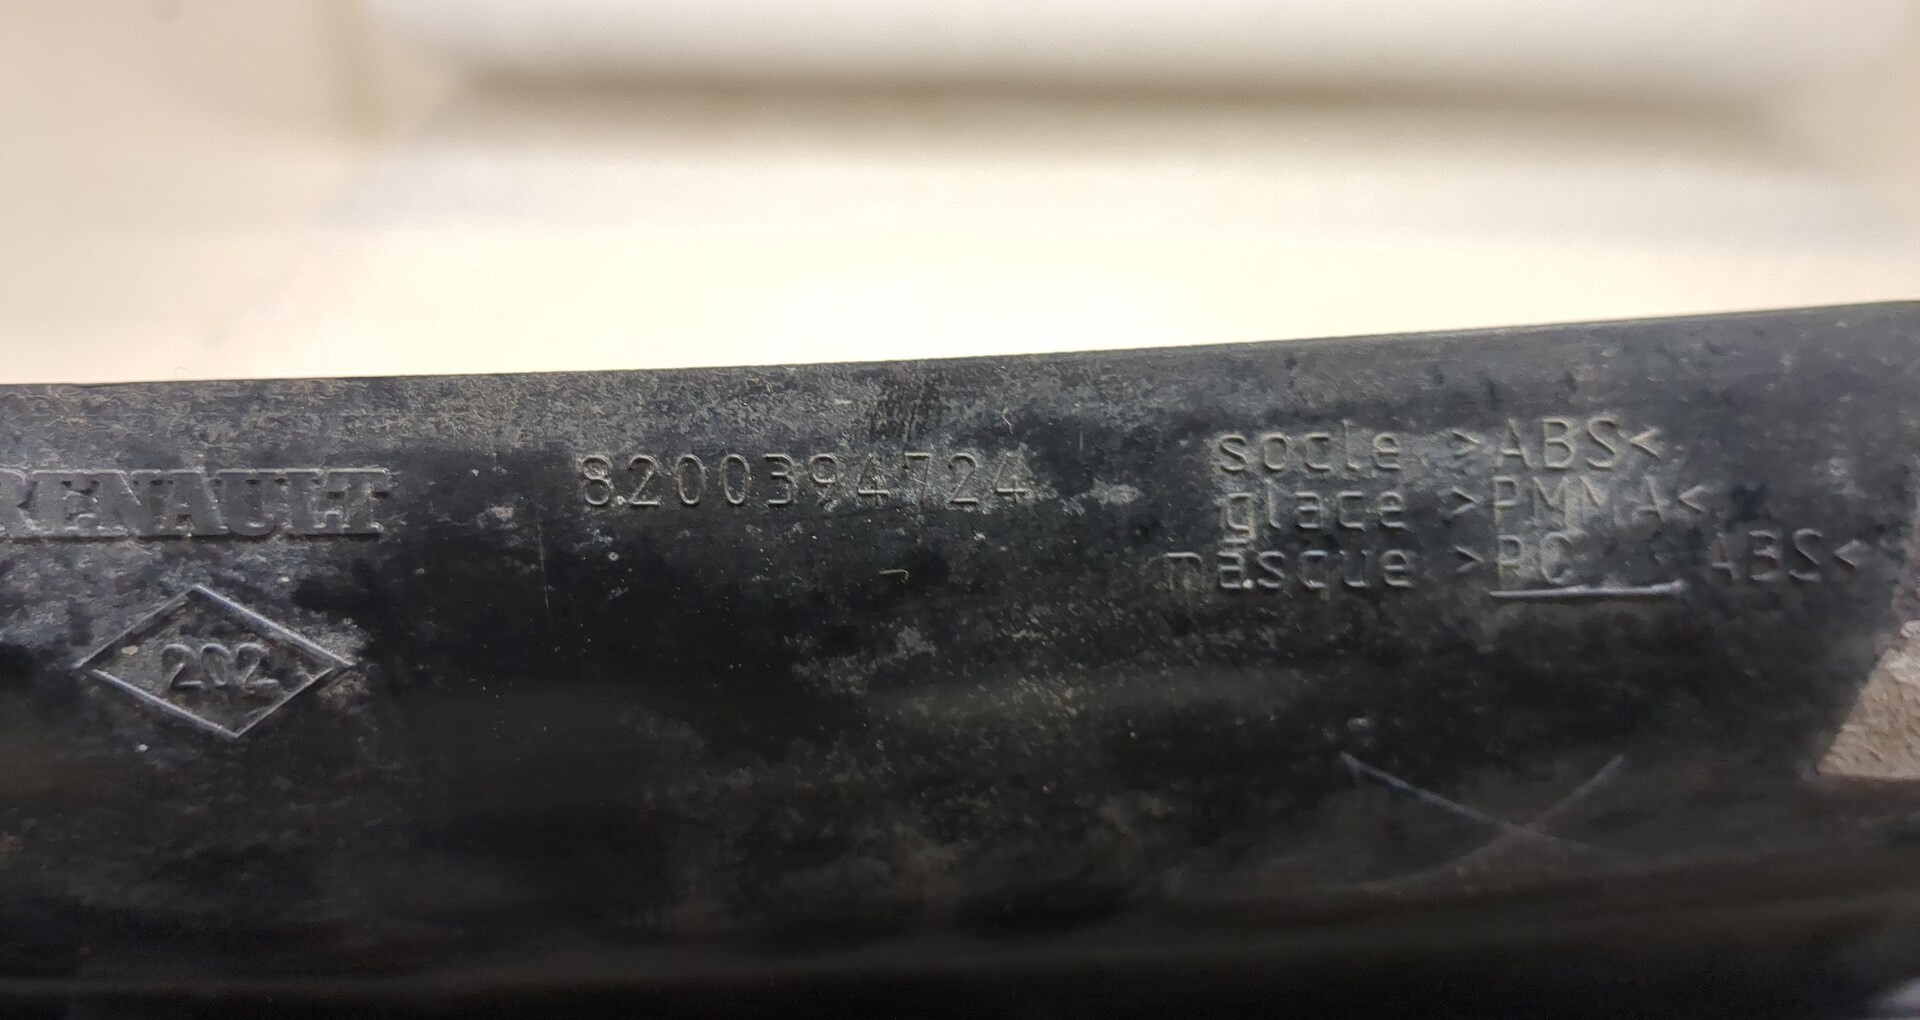 RENAULT
8200394724
socle >ABS<
glace >PMMA<
masque >PC ABS<
202